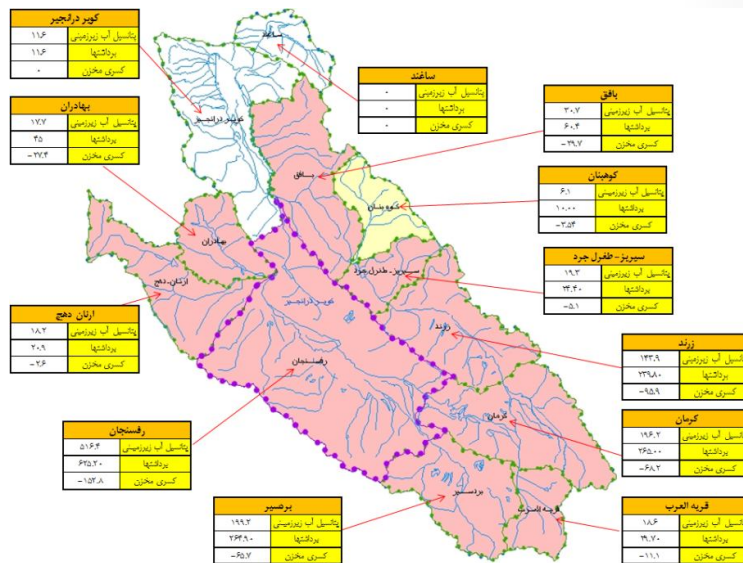 کویر درانجیر
پتانسیل آب زیرزمینی ۱۱.۶
برداشتها ۱۱.۶
کسری مخزن ۰
ساغند
پتانسیل آب زیرزمینی ۰
برداشتها ۰
کسری مخزن ۰
بافق
پتانسیل آب زیرزمینی ۳۰.۷
برداشتها ۶۰.۴
کسری مخزن -۲۹.۷
بهادران
پتانسیل آب زیرزمینی ۱۷.۷
برداشتها ۴۵
کسری مخزن -۲۷.۴
کوهبنان
پتانسیل آب زیرزمینی ۶.۱
برداشتها ۱۰.۰۰
کسری مخزن -۳.۵۴
سیریز-طغرل جرد
پتانسیل آب زیرزمینی ۱۹.۳
برداشتها ۲۴.۴۰
کسری مخزن -۵.۱
ارنان دهج
پتانسیل آب زیرزمینی ۱۸.۲
برداشتها ۲۰.۹
کسری مخزن -۲.۶
زرند
پتانسیل آب زیرزمینی ۱۴۳.۹
برداشتها ۲۳۹.۸۰
کسری مخزن -۹۵.۹
کرمان
پتانسیل آب زیرزمینی ۱۹۶.۲
برداشتها ۲۶۵.۰۰
کسری مخزن -۶۸.۲
رفسنجان
پتانسیل آب زیرزمینی ۵۱۶.۴
برداشتها
کسری مخزن -۱۵۲.۸
بردسیر
پتانسیل آب زیرزمینی ۱۹۹.۲
برداشتها ۲۶۴.۹۰
کسری مخزن -۶۵.۷
قریه العرب
پتانسیل آب زیرزمینی ۱۸.۶
برداشتها ۲۹.۷۰
کسری مخزن -۱۱.۱
ساغند
کویر درانجیر
بافق
کوهبنان
بهادران
سیریز-طغرل جرد
ارنان-دهج
کویر درانجیر
زرند
رفسنجان
کرمان
بردسیر
قریه العرب